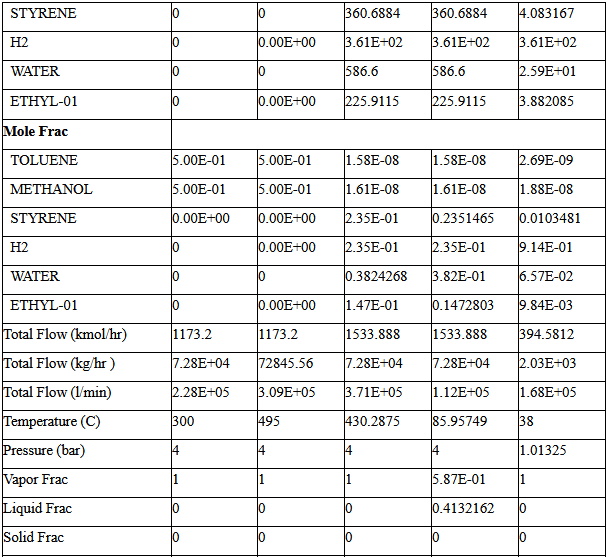 STYRENE 0 0 360.6884 360.6884 4.083167
H2 0 0.00E+00 3.61E+02 3.61E+02 3.61E+02
WATER 0 0 586.6 586.6 2.59E+01
ETHYL-01 0 0.00E+00 225.9115 225.9115 3.882085
Mole Frac
TOLUENE 5.00E-01 5.00E-01 1.58E-08 1.58E-08 2.69E-09
METHANOL 5.00E-01 5.00E-01 1.61E-08 1.61E-08 1.88E-08
STYRENE 0.00E+00 0.00E+00 2.35E-01 0.2351465 0.0103481
H2 0 0.00E+00 2.35E-01 2.35E-01 9.14E-01
WATER 0 0 0.3824268 3.82E-01 6.57E-02
ETHYL-01 0 0.00E+00 1.47E-01 0.1472803 9.84E-03
Total Flow (kmol/hr) 1173.2 1173.2 1533.888 1533.888 394.5812
Total Flow (kg/hr ) 7.28E+04 72845.56 7.28E+04 7.28E+04 2.03E+03
Total Flow (l/min) 2.28E+05 3.09E+05 3.71E+05 1.12E+05 1.68E+05
Temperature (C) 300 495 430.2875 85.95749 38
Pressure (bar) 4 4 4 4 1.01325
Vapor Frac 1 1 1 5.87E-01 1
Liquid Frac 0 0 0 0.4132162 0
Solid Frac 0 0 0 0 0